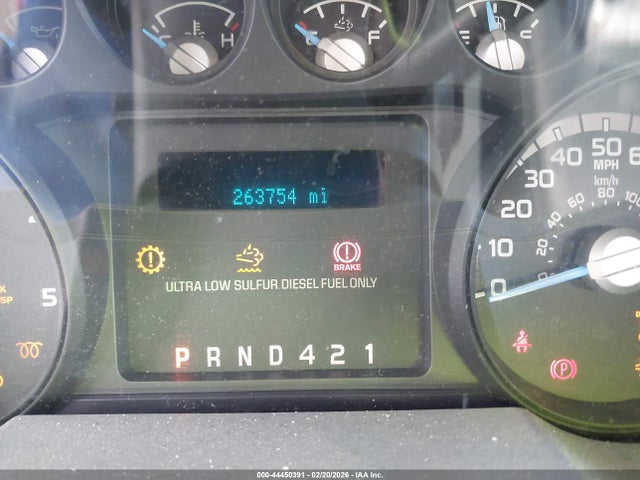 H
E F
E F
263754 mi
! ! BRAKE
ULTRA LOW SULFUR DIESEL FUEL ONLY
P R N D 4 2 1
5
0 10 20 30 40 50
MPH
km/h
80 100
60
40
20
0
P
000-44450391 - 02/20/2026 - IAA Inc.